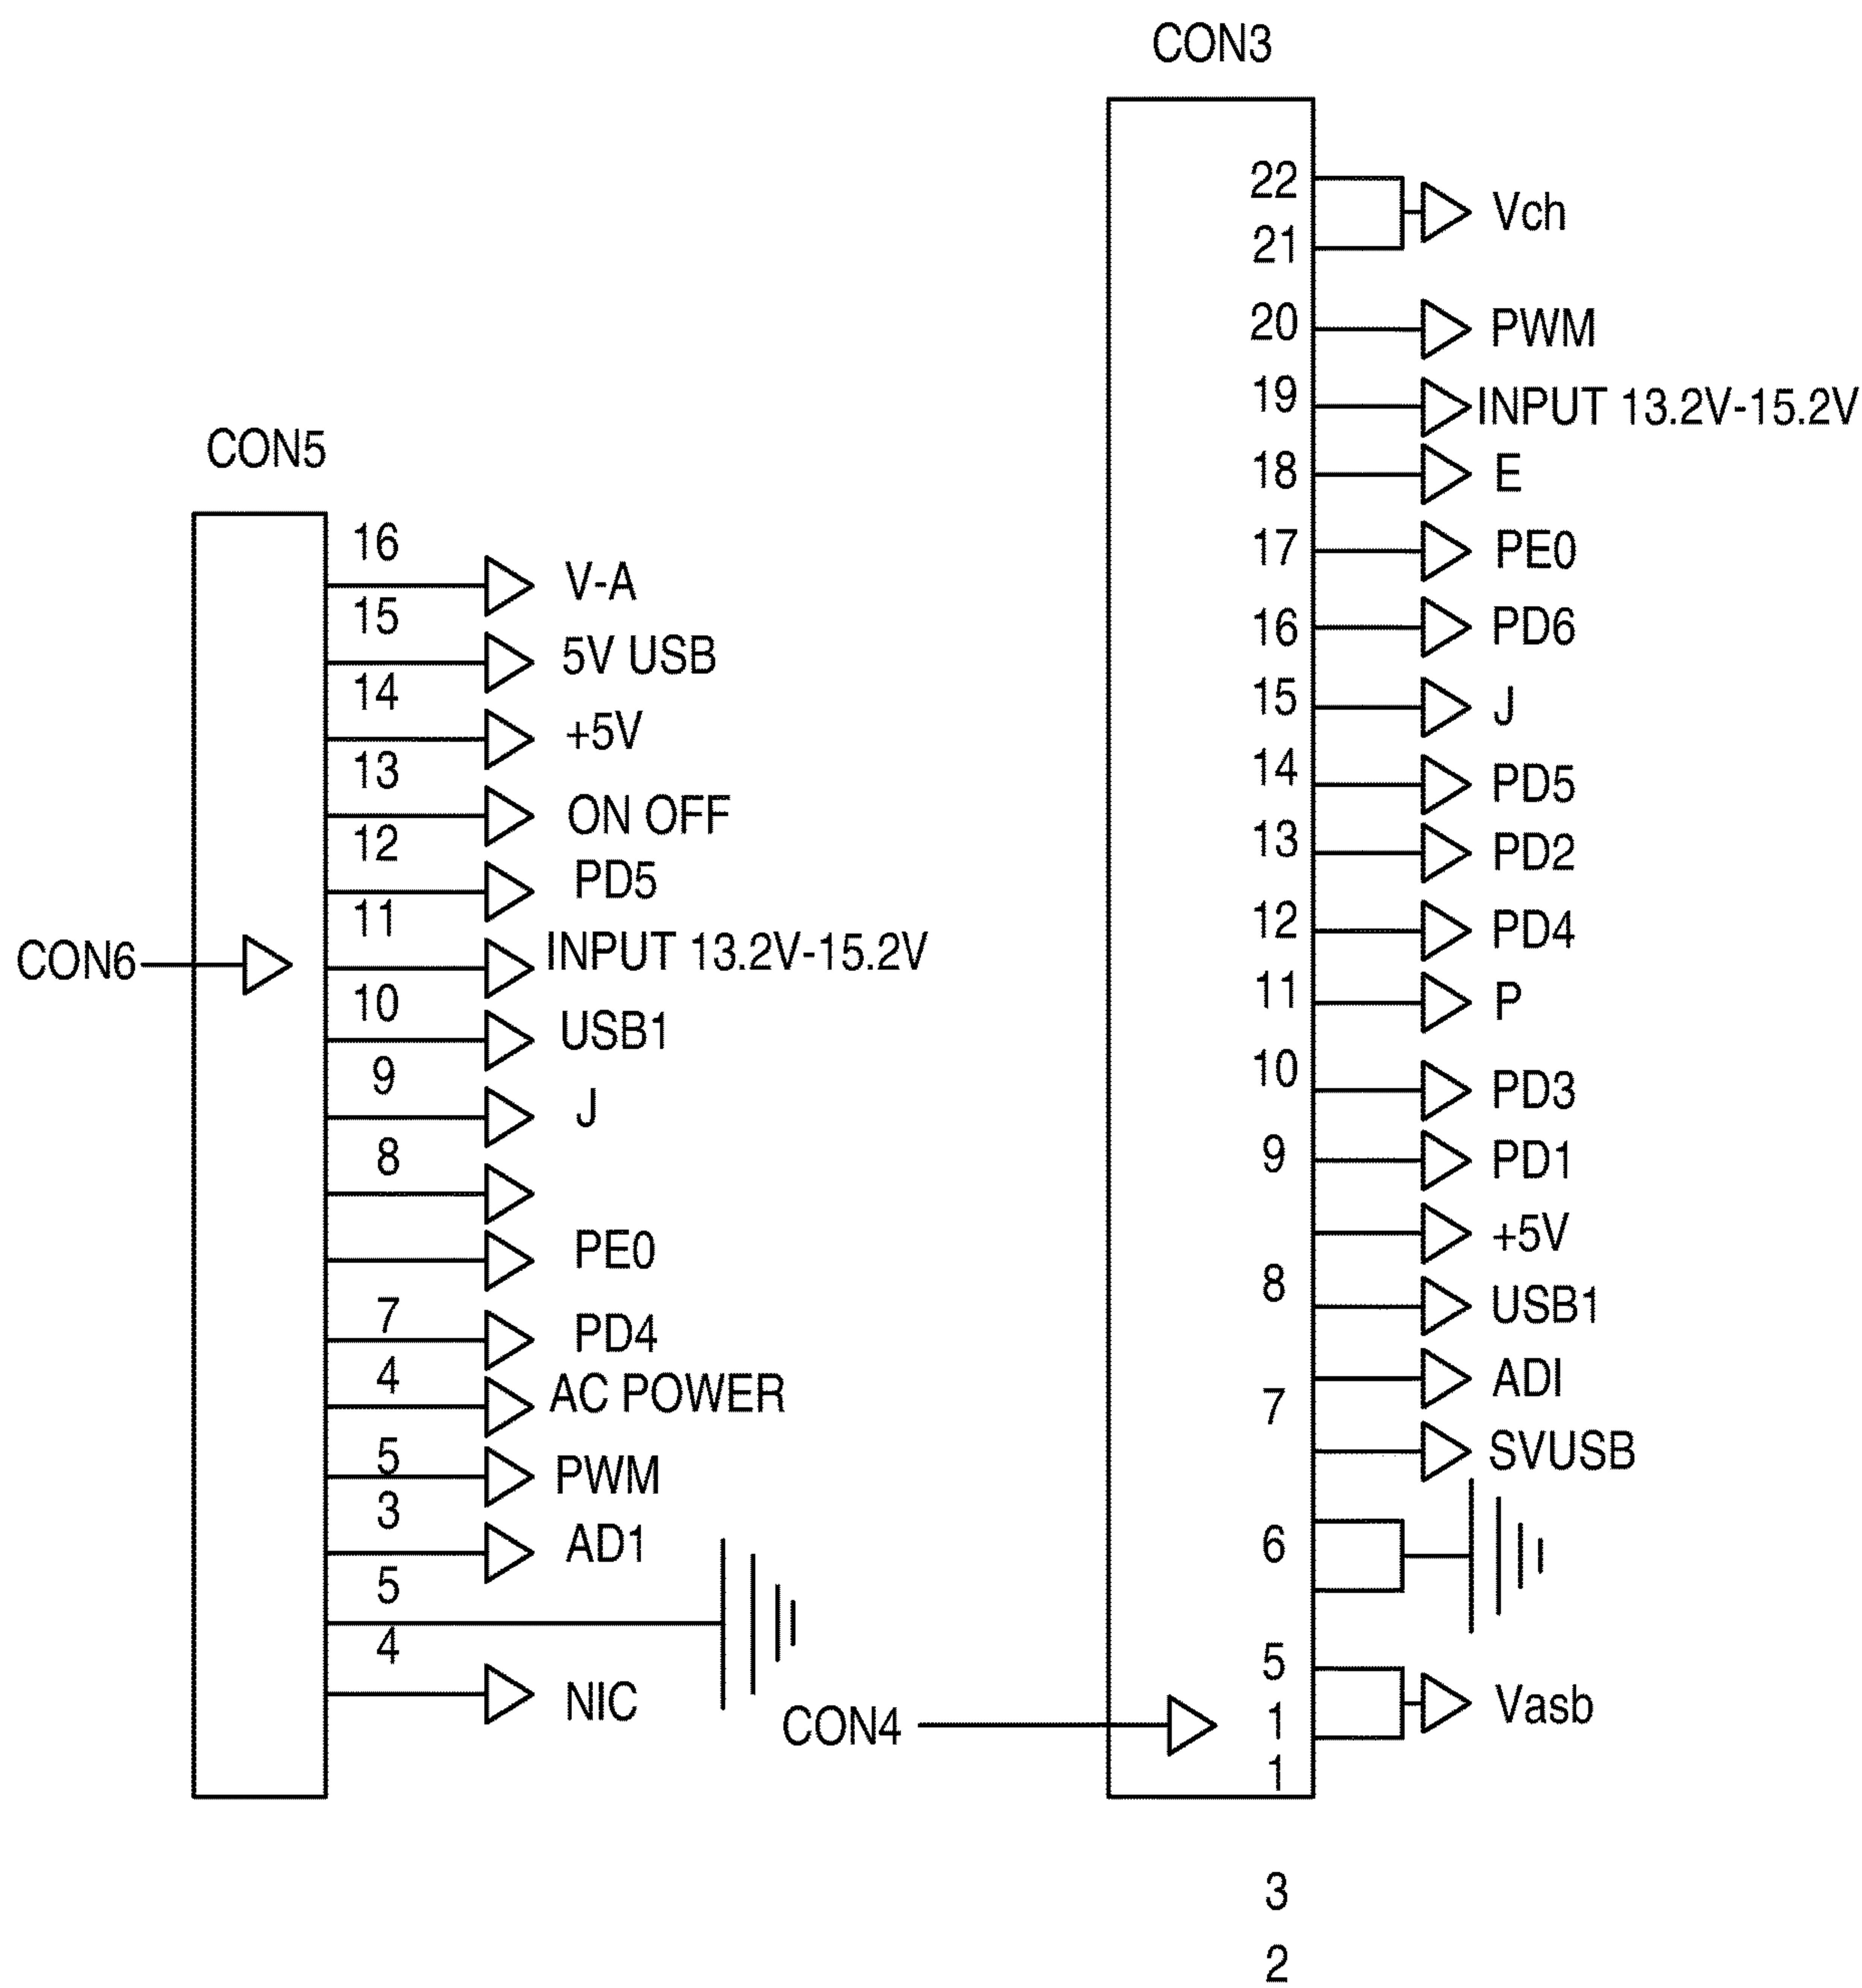 CON5
16
V-A
15
5V USB
14
+5V
13
ON OFF
12
PD5
11
CON6
INPUT 13.2V-15.2V
10
USB1
9
J
8
PE0
7
PD4
4
AC POWER
5
PWM
3
AD1
5
4
NIC
CON3
22
Vch
21
20
PWM
19
INPUT 13.2V-15.2V
18
E
17
PE0
16
PD6
15
J
14
PD5
13
PD2
12
PD4
11
P
10
PD3
9
PD1
+5V
8
USB1
ADI
7
SVUSB
6
5
Vasb
CON4
1
1
3
2